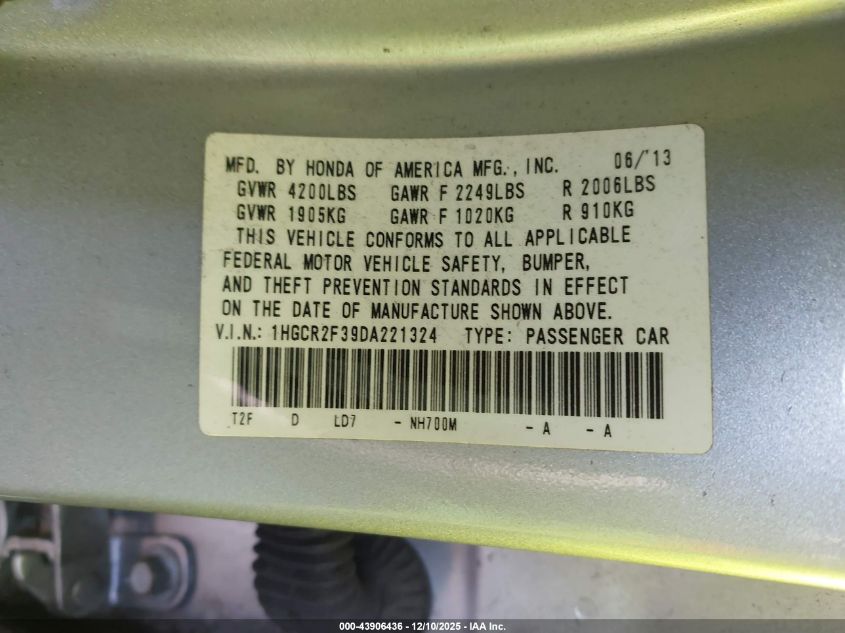 MFD. BY HONDA OF AMERICA MFG., INC. 06/'13
GVWR 4200LBS GAWR F 2249LBS R 2006LBS
GVWR 1905KG GAWR F 1020KG R 910KG
THIS VEHICLE CONFORMS TO ALL APPLICABLE
FEDERAL MOTOR VEHICLE SAFETY, BUMPER,
AND THEFT PREVENTION STANDARDS IN EFFECT
ON THE DATE OF MANUFACTURE SHOWN ABOVE.
V.I.N.: 1HGCR2F39DA221324 TYPE: PASSENGER CAR
T2F D LD7 - NH700M - A - A
000-43906436 - 12/10/2025 - IAA Inc.